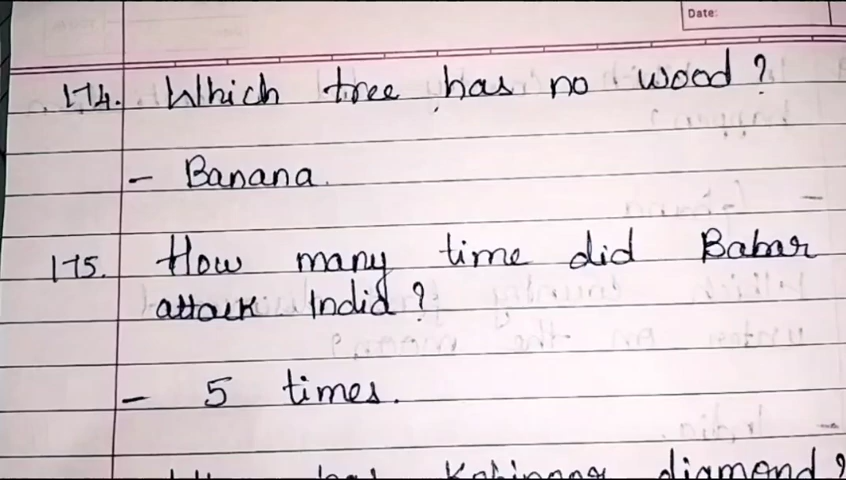 Date:
174. Which tree has no wood?
- Banana.
175. How many time did Babar
attack India?
- 5 times.
diamond?